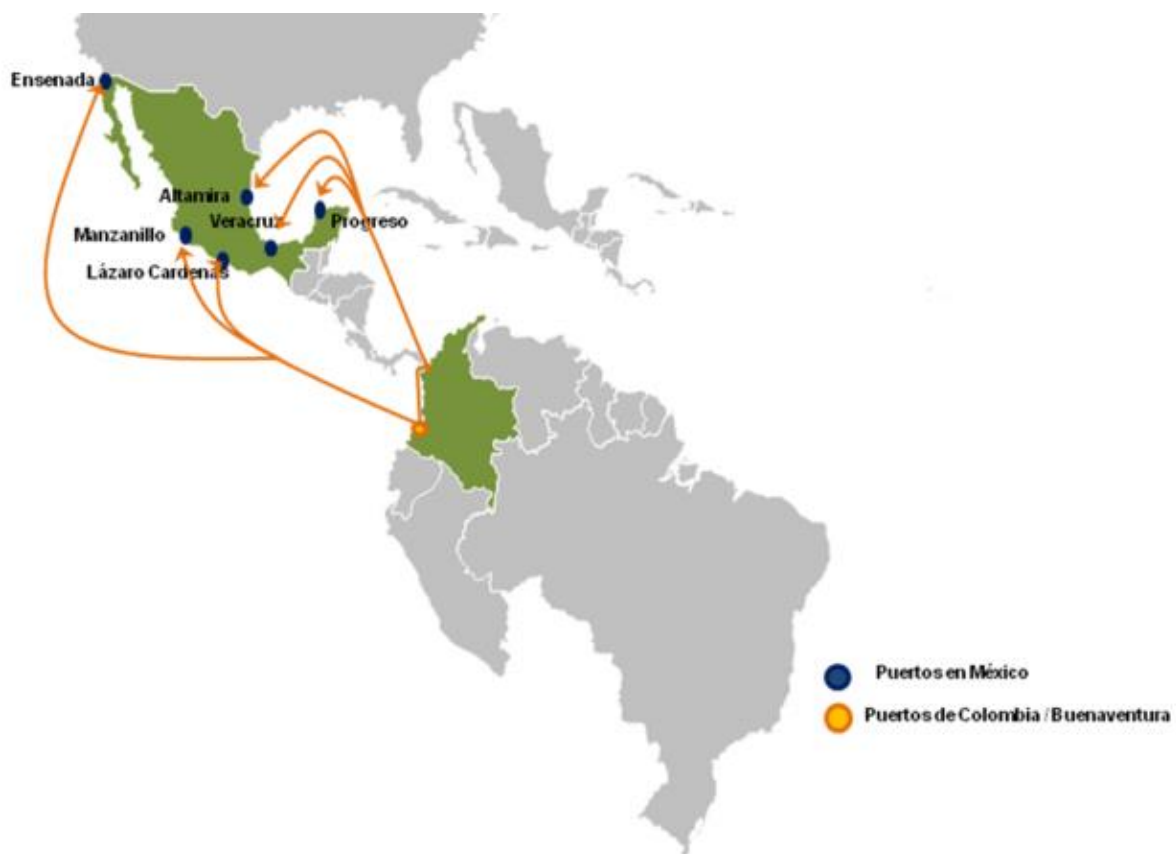 Ensenada
Altamira
Veracruz
Progreso
Manzanillo
Lázaro Cardenas
Puertos en México
Puertos de Colombia / Buenaventura